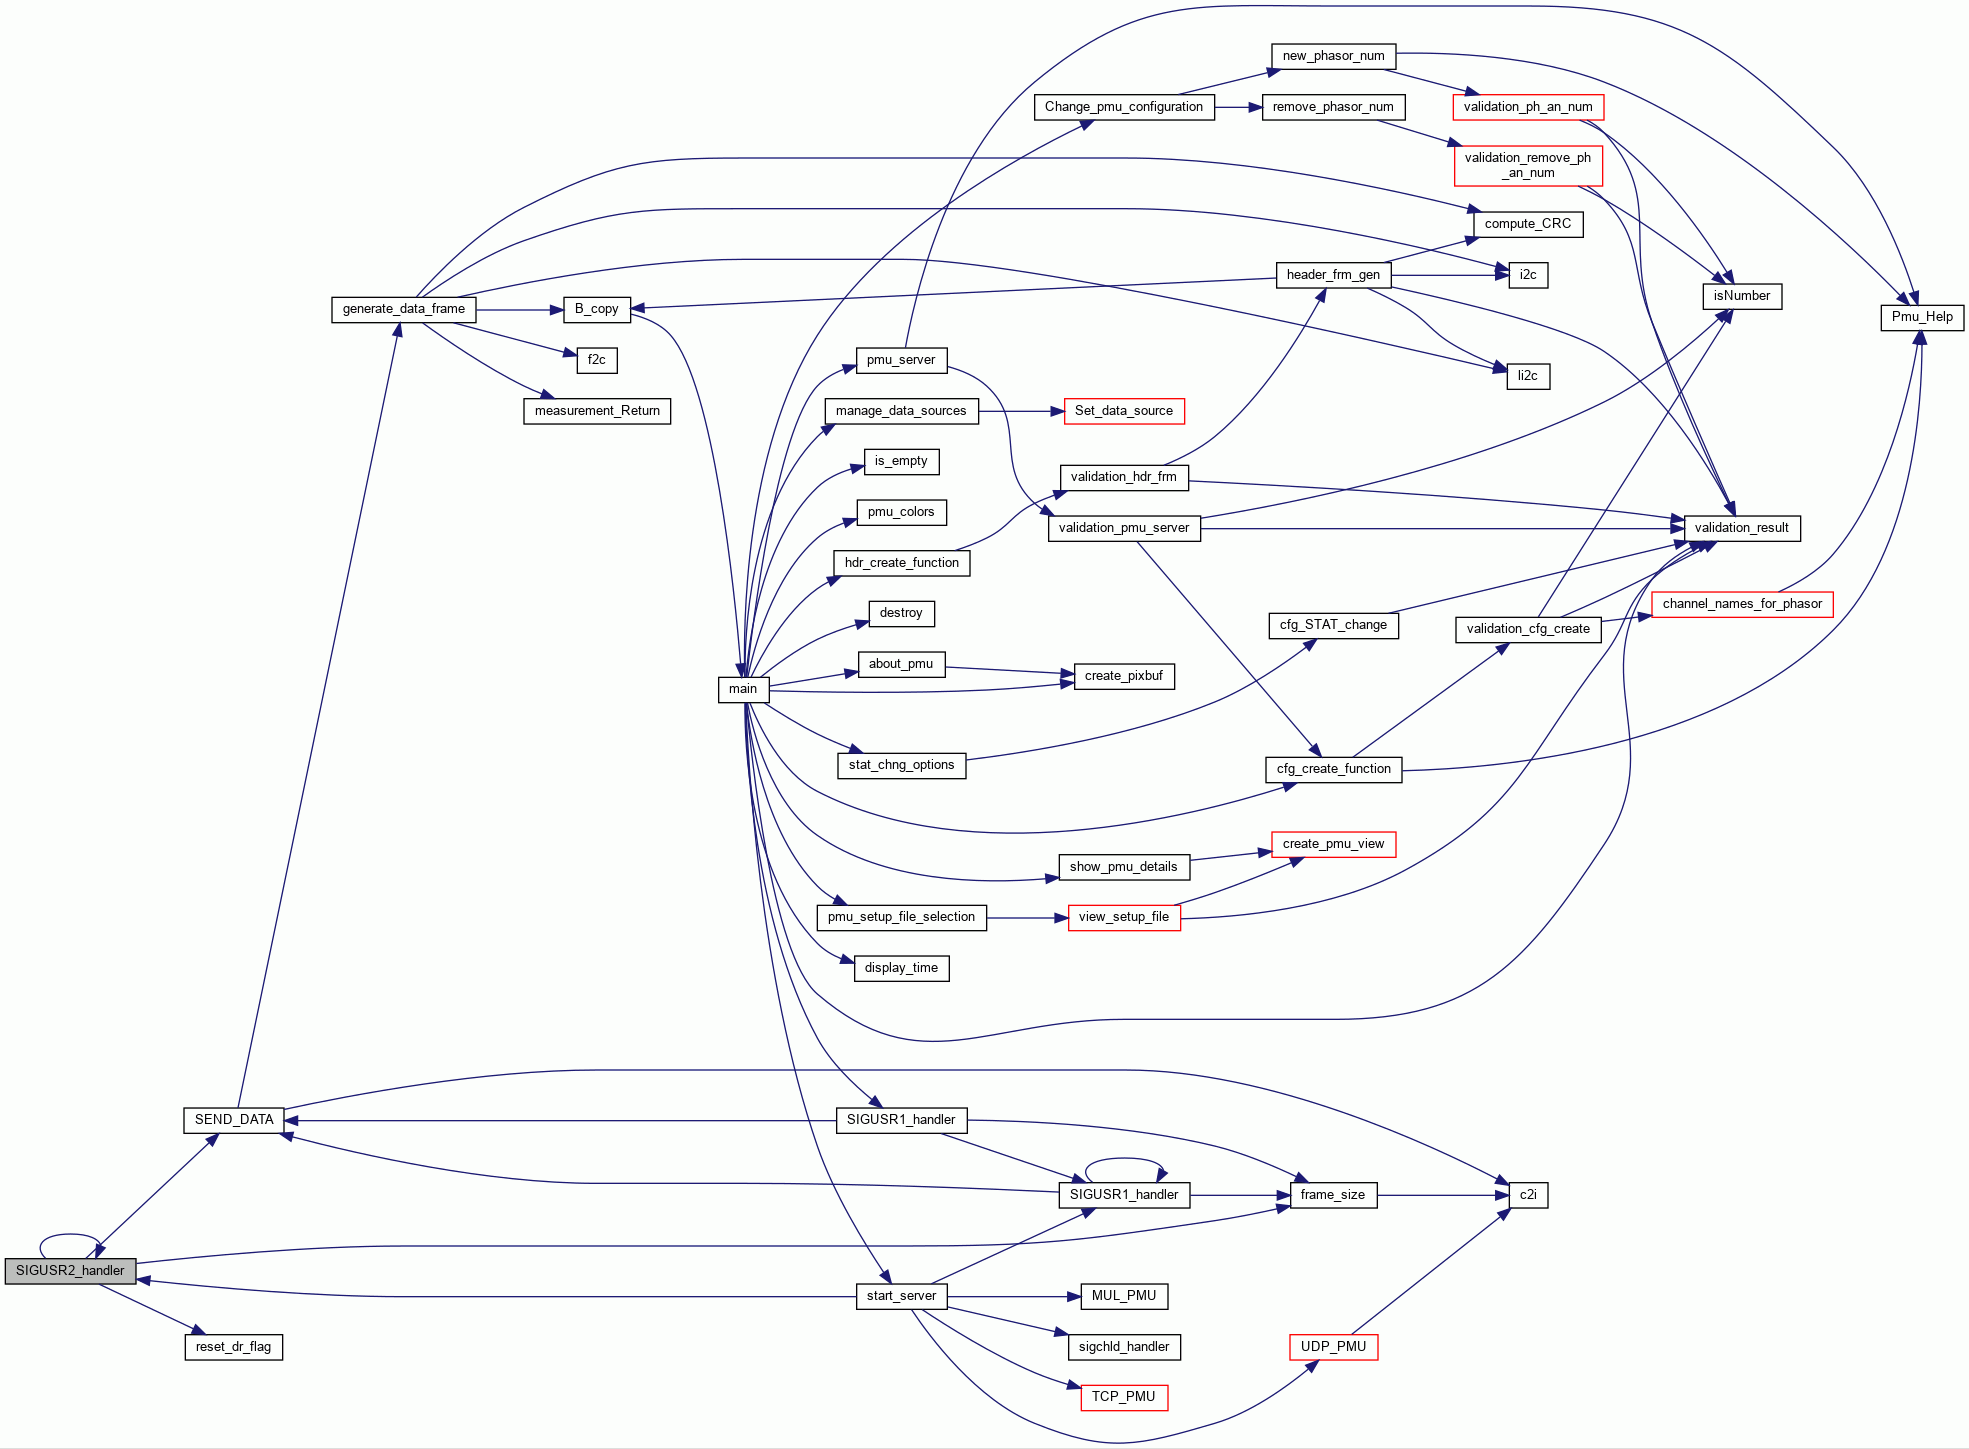 new_phasor_num
Change_pmu_configuration
remove_phasor_num
validation_ph_an_num
validation_remove_ph
_an_num
compute_CRC
header_frm_gen
i2c
isNumber
generate_data_frame
B_copy
Pmu_Help
f2c
pmu_server
li2c
measurement_Return
manage_data_sources
Set_data_source
is_empty
validation_hdr_frm
pmu_colors
validation_pmu_server
validation_result
hdr_create_function
destroy
cfg_STAT_change
validation_cfg_create
channel_names_for_phasor
about_pmu
create_pixbuf
main
stat_chng_options
cfg_create_function
create_pmu_view
show_pmu_details
pmu_setup_file_selection
view_setup_file
display_time
SEND_DATA
SIGUSR1_handler
SIGUSR1_handler
frame_size
c2i
SIGUSR2_handler
start_server
MUL_PMU
reset_dr_flag
sigchld_handler
UDP_PMU
TCP_PMU